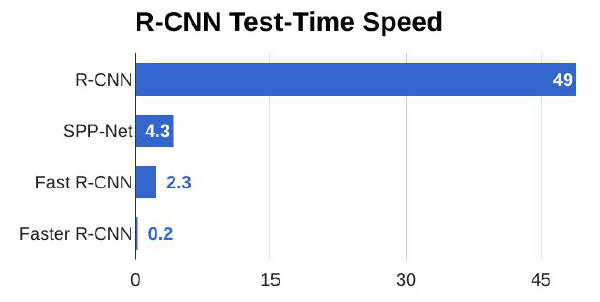 R-CNN Test-Time Speed
R-CNN 49
SPP-Net 4.3
Fast R-CNN 2.3
Faster R-CNN 0.2
0 15 30 45